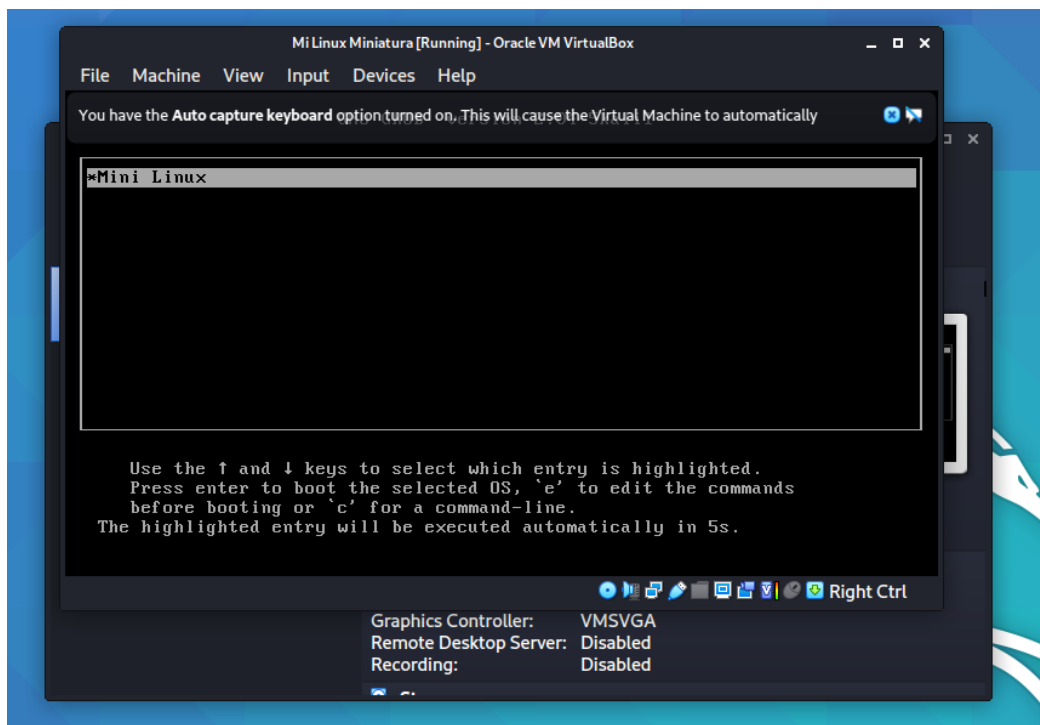 Mi Linux Miniatura [Running] - Oracle VM VirtualBox
File Machine View Input Devices Help
You have the Auto capture keyboard option turned on. This will cause the Virtual Machine to automatically
*Mini Linux
Use the ↑ and ↓ keys to select which entry is highlighted.
Press enter to boot the selected OS, `e' to edit the commands
before booting or `c' for a command-line.
The highlighted entry will be executed automatically in 5s.
Right Ctrl
Graphics Controller: VMSVGA
Remote Desktop Server: Disabled
Recording: Disabled